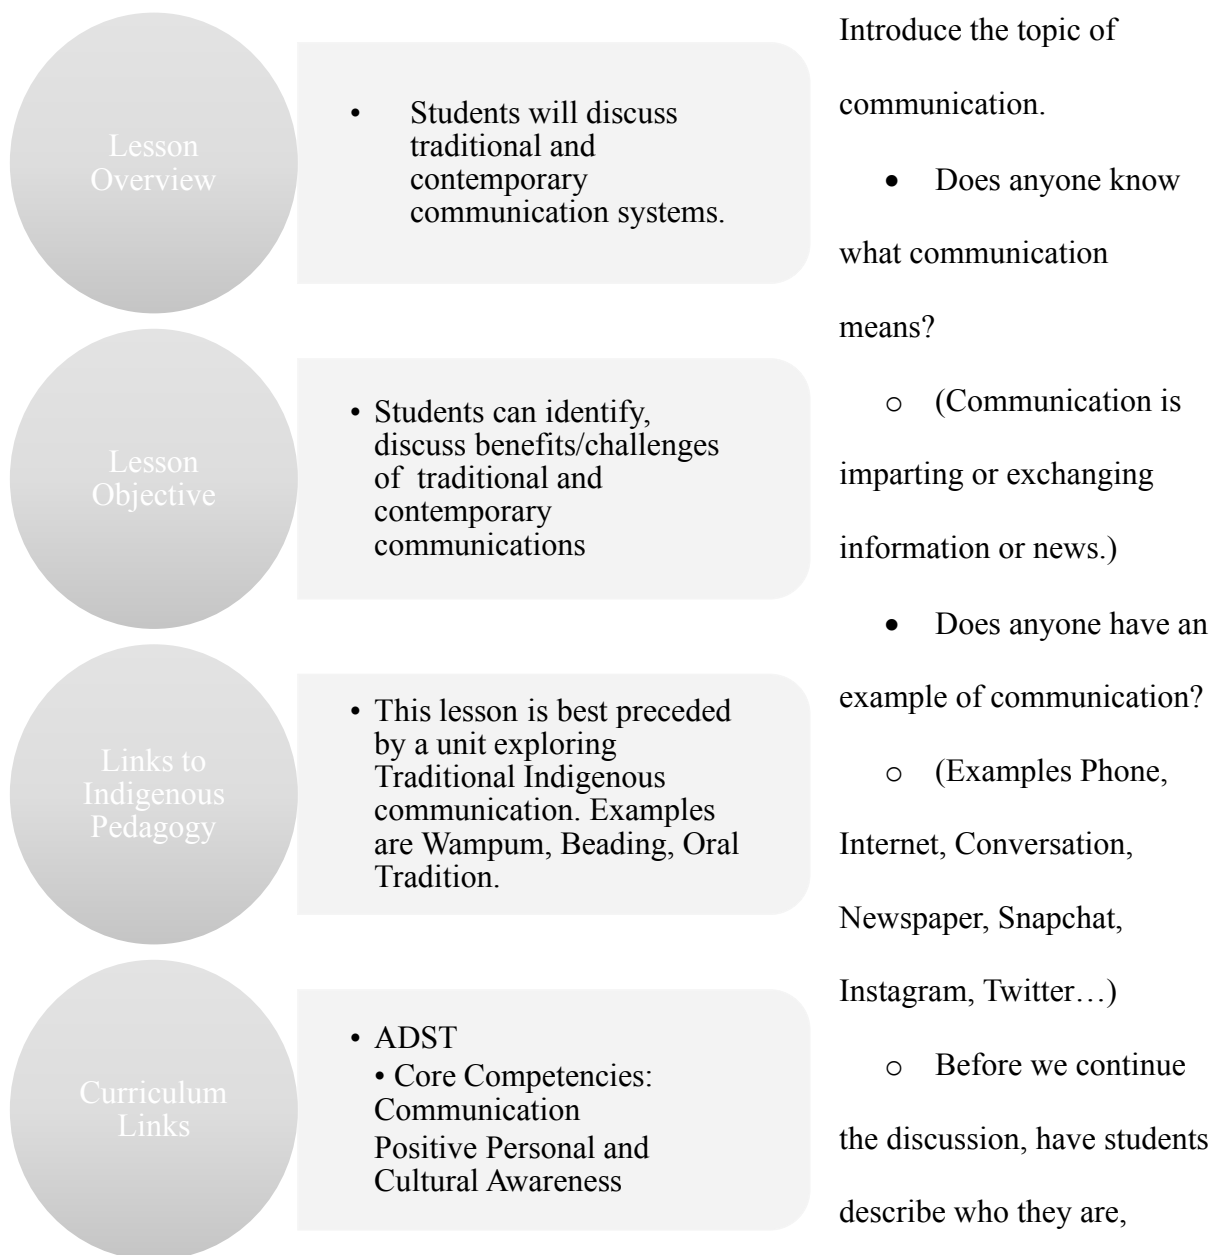 Lesson
Overview
• Students will discuss
traditional and
contemporary
communication systems.
Lesson
Objective
• Students can identify,
discuss benefits/challenges
of  traditional and
contemporary
communications
Links to
Indigenous
Pedagogy
• This lesson is best preceded
by a unit exploring
Traditional Indigenous
communication. Examples
are Wampum, Beading, Oral
Tradition.
Curriculum
Links
• ADST
• Core Competencies:
Communication
Positive Personal and
Cultural Awareness
Introduce the topic of
communication.
• Does anyone know
what communication
means?
o (Communication is
imparting or exchanging
information or news.)
• Does anyone have an
example of communication?
o (Examples Phone,
Internet, Conversation,
Newspaper, Snapchat,
Instagram, Twitter…)
o Before we continue
the discussion, have students
describe who they are,